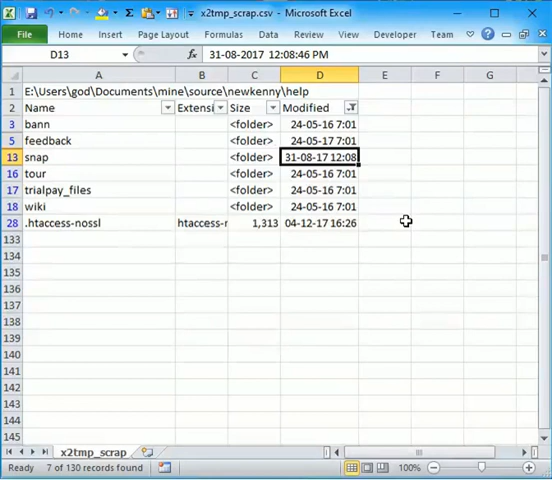 x2tmp_scrap.csv - Microsoft Excel
File Home Insert Page Layout Formulas Data Review View Developer Team
D13 fx 31-08-2017 12:08:46 PM
A B C D E F G
1 E:\Users\god\Documents\mine\source\newkenny\help
2 Name Extensi Size Modified
3 bann <folder> 24-05-16 7:01
5 feedback <folder> 24-05-17 7:01
13 snap <folder> 31-08-17 12:08
16 tour <folder> 24-05-16 7:01
17 trialpay_files <folder> 24-05-16 7:01
18 wiki <folder> 24-05-16 7:01
28 .htaccess-nossl htaccess-r 1,313 04-12-17 16:26
133
134
135
136
137
138
139
140
141
142
143
144
145
x2tmp_scrap
Ready 7 of 130 records found 100%